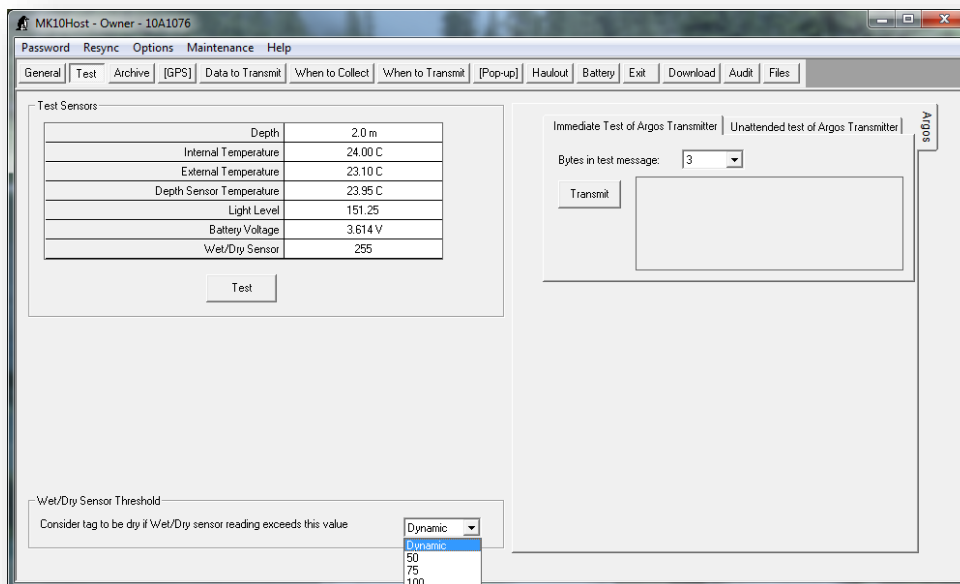 MK10Host - Owner - 10A1076
Password Resync Options Maintenance Help
General Test Archive [GPS] Data to Transmit When to Collect When to Transmit [Pop-up] Haulout Battery Exit Download Audit Files
Test Sensors
Depth 2.0 m
Internal Temperature 24.00 C
External Temperature 23.10 C
Depth Sensor Temperature 23.95 C
Light Level 151.25
Battery Voltage 3.614 V
Wet/Dry Sensor 255
Test
Argos
Immediate Test of Argos Transmitter Unattended test of Argos Transmitter
Bytes in test message: 3
Transmit
Wet/Dry Sensor Threshold
Consider tag to be dry if Wet/Dry sensor reading exceeds this value Dynamic
Dynamic
50
75
100